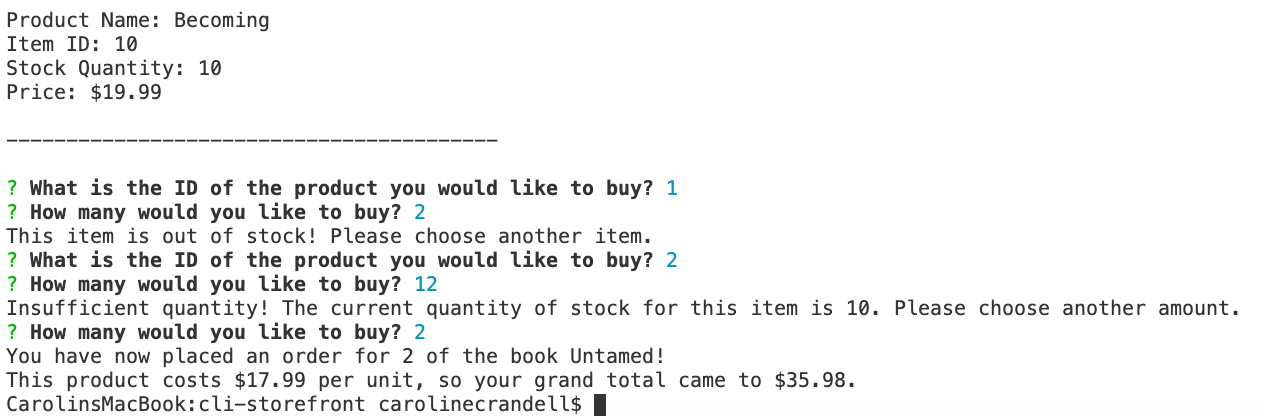 Product Name: Becoming
Item ID: 10
Stock Quantity: 10
Price: $19.99
-----------------------------------------
? What is the ID of the product you would like to buy? 1
? How many would you like to buy? 2
This item is out of stock! Please choose another item.
? What is the ID of the product you would like to buy? 2
? How many would you like to buy? 12
Insufficient quantity! The current quantity of stock for this item is 10. Please choose another amount.
? How many would you like to buy? 2
You have now placed an order for 2 of the book Untamed!
This product costs $17.99 per unit, so your grand total came to $35.98.
CarolinsMacBook:cli-storefront carolinecrandell$